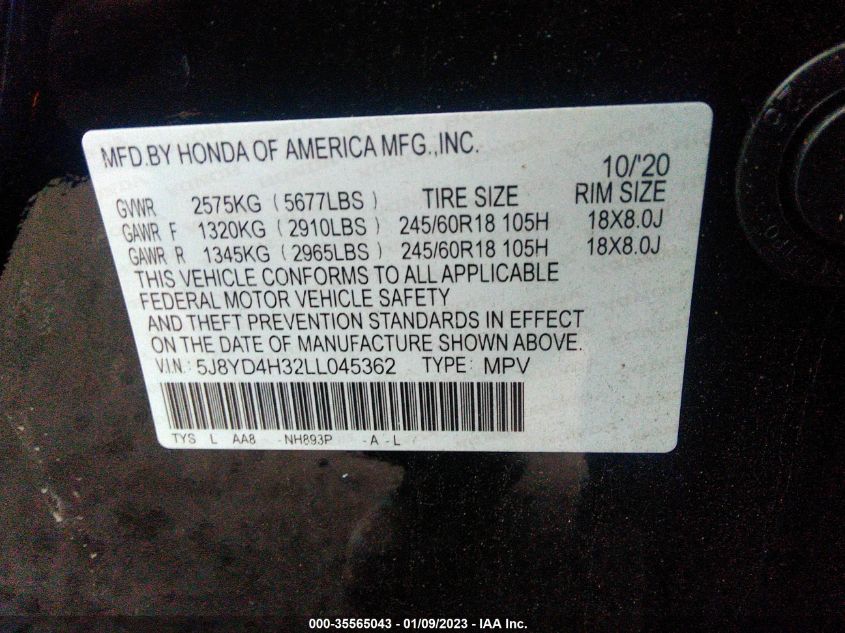 MFD.BY HONDA OF AMERICA MFG.,INC.
10/'20
GVWR 2575KG (5677LBS) TIRE SIZE RIM SIZE
GAWR F 1320KG (2910LBS) 245/60R18 105H 18X8.0J
GAWR R 1345KG (2965LBS) 245/60R18 105H 18X8.0J
THIS VEHICLE CONFORMS TO ALL APPLICABLE
FEDERAL MOTOR VEHICLE SAFETY
AND THEFT PREVENTION STANDARDS IN EFFECT
ON THE DATE OF MANUFACTURE SHOWN ABOVE.
V.I.N.: 5J8YD4H32LL045362 TYPE: MPV
TYS L AA8 -NH893P -A -L
000-35565043 - 01/09/2023 - IAA Inc.